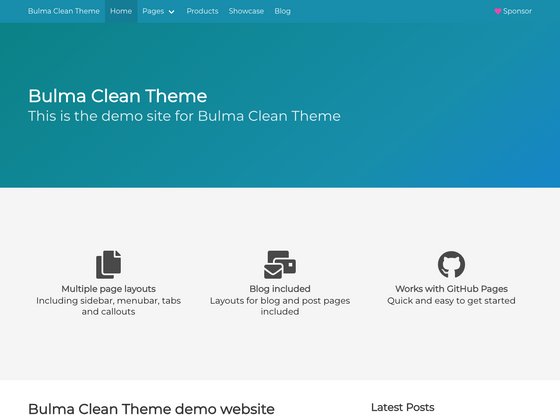 Bulma Clean Theme Home Pages Products Showcase Blog Sponsor
Bulma Clean Theme
This is the demo site for Bulma Clean Theme
Multiple page layouts
Including sidebar, menubar, tabs
and callouts
Blog included
Layouts for blog and post pages
included
Works with GitHub Pages
Quick and easy to get started
Bulma Clean Theme demo website
Latest Posts